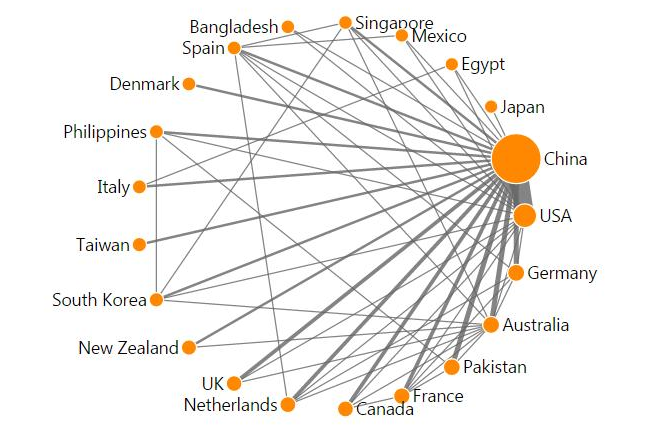 Bangladesh
Singapore
Mexico
Spain
Egypt
Denmark
Japan
Philippines
China
Italy
USA
Taiwan
Germany
South Korea
Australia
New Zealand
Pakistan
UK
France
Netherlands
Canada